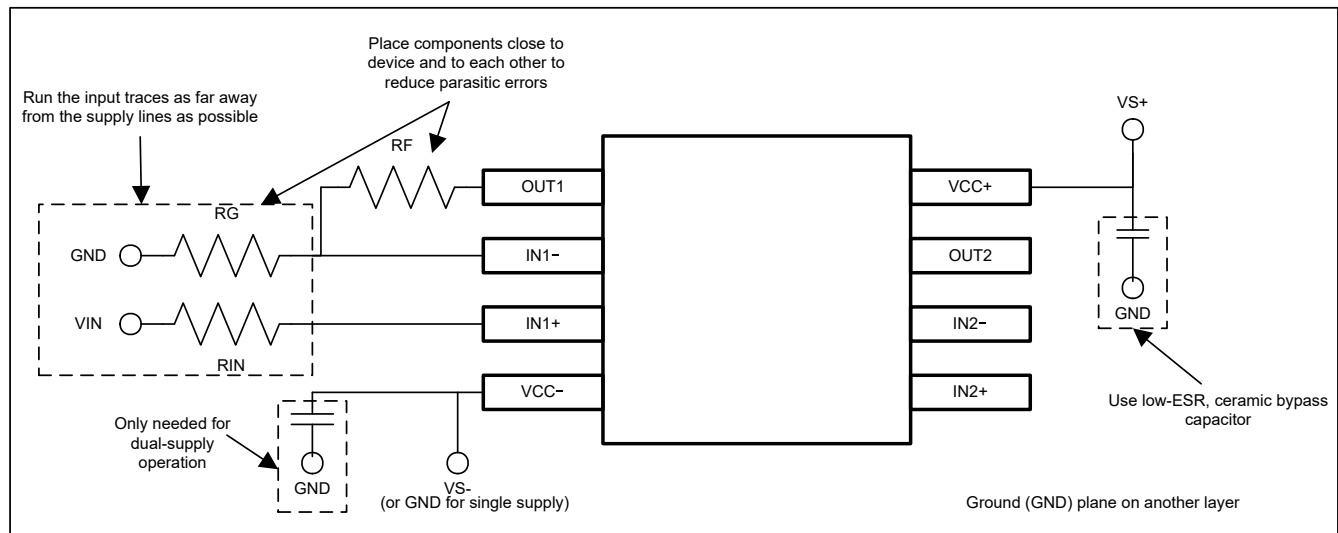 Place components close to
device and to each other to
reduce parasitic errors
Run the input traces as far away
from the supply lines as possible
VS+
RF
OUT1
VCC+
RG
GND
IN1−
OUT2
VIN
IN1+
IN2−
GND
RIN
VCC−
IN2+
Use low-ESR, ceramic bypass
capacitor
Only needed for
dual-supply
operation
GND
VS-
(or GND for single supply)
Ground (GND) plane on another layer